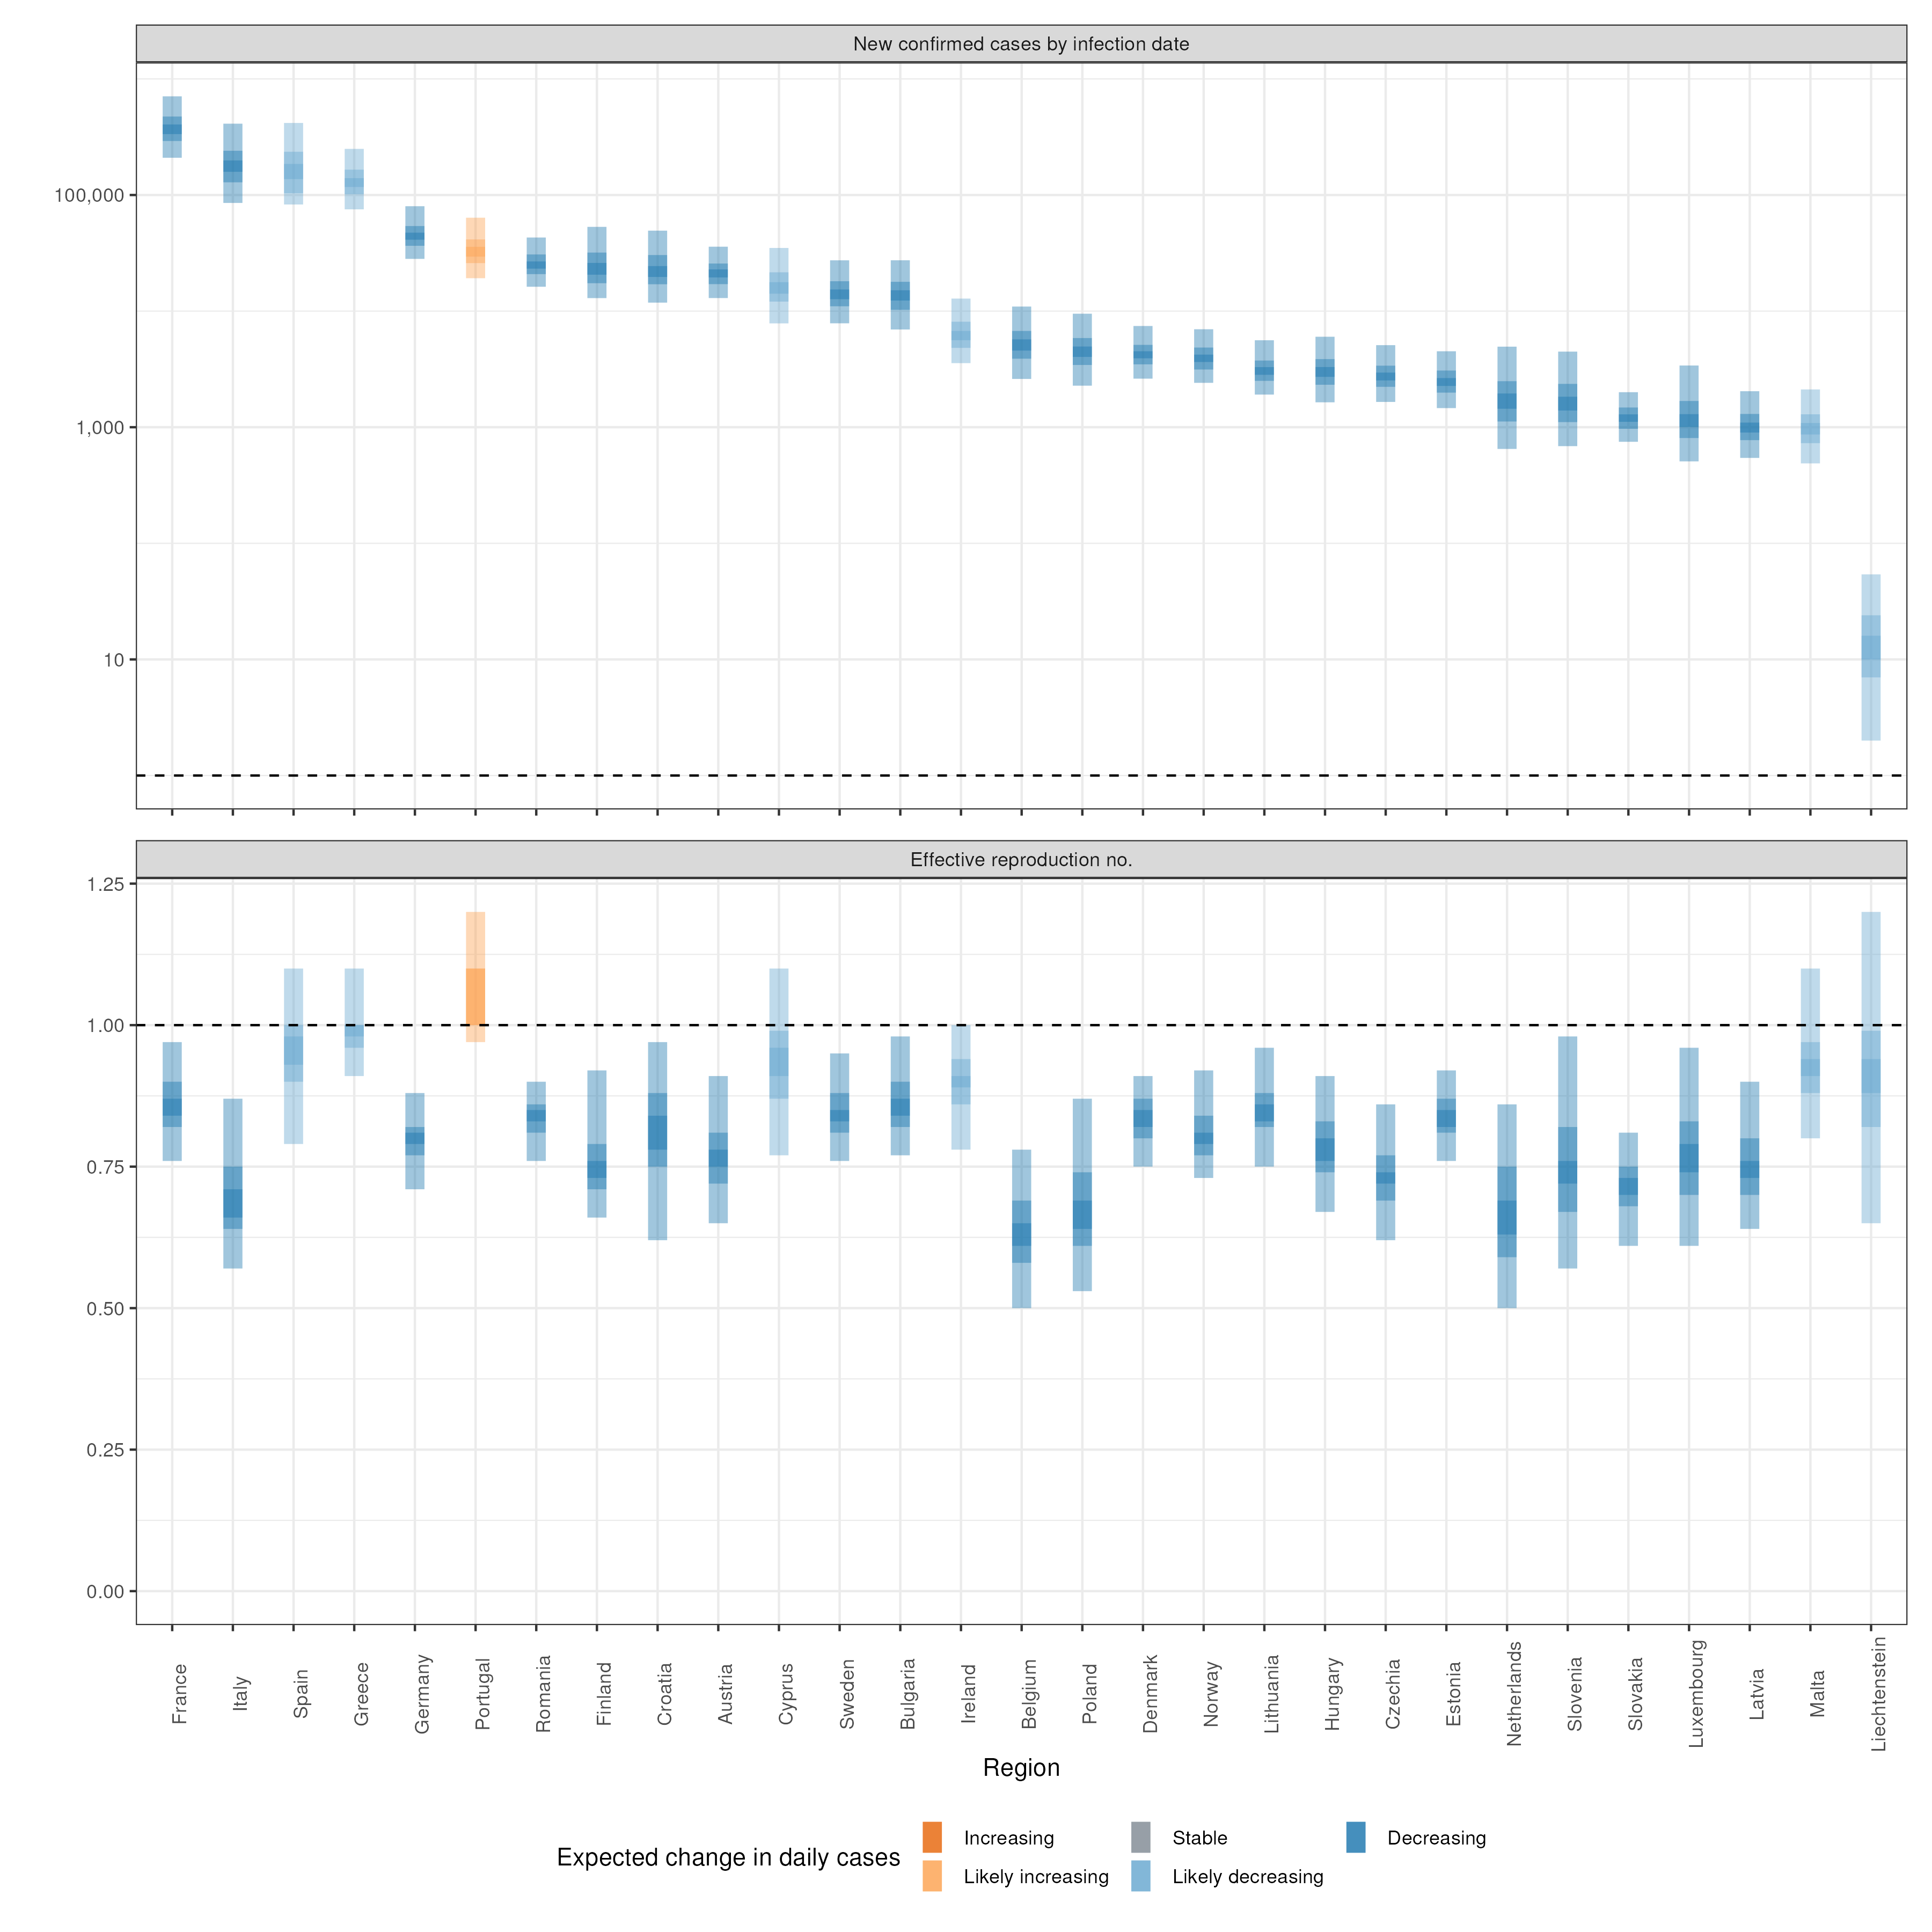 New confirmed cases by infection date
100,000
1,000
10
Effective reproduction no.
1.25
1.00
0.75
0.50
0.25
0.00
France
Italy
Spain
Greece
Germany
Portugal
Romania
Finland
Croatia
Austria
Cyprus
Sweden
Bulgaria
Ireland
Belgium
Poland
Denmark
Norway
Lithuania
Hungary
Czechia
Estonia
Netherlands
Slovenia
Slovakia
Luxembourg
Latvia
Malta
Liechtenstein
Region
Expected change in daily cases
Increasing
Stable
Decreasing
Likely increasing
Likely decreasing